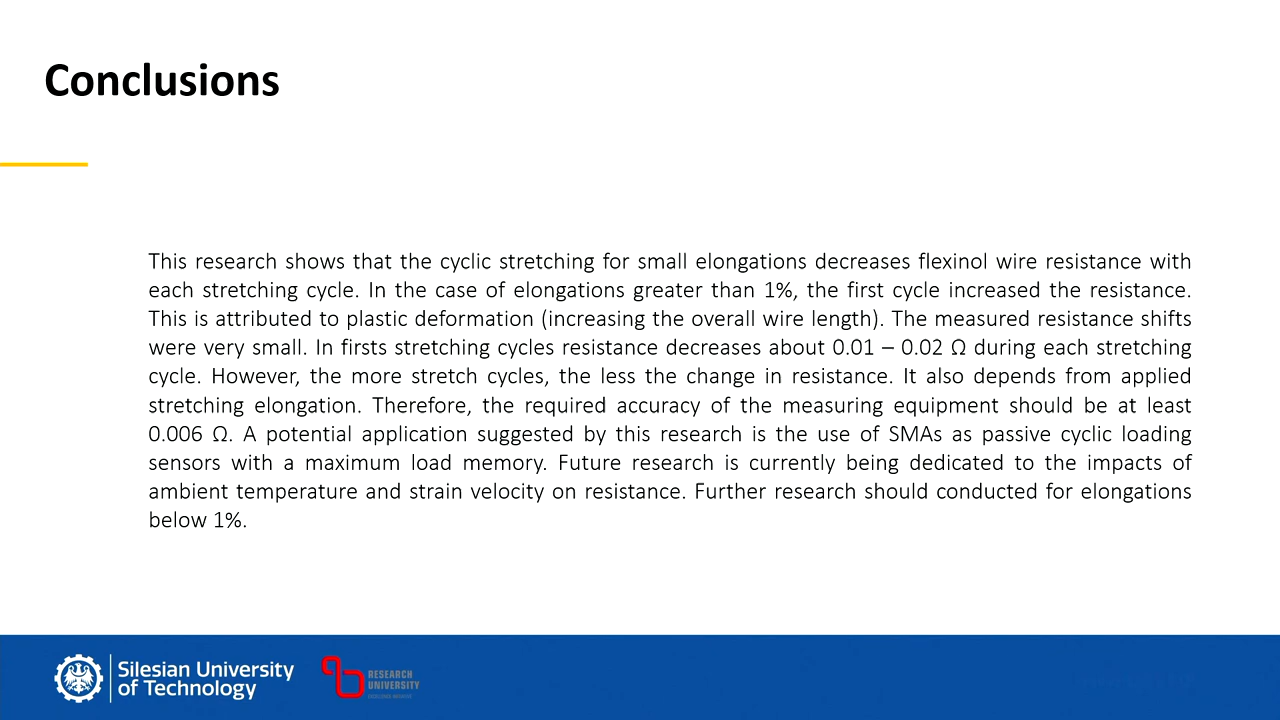 Conclusions
This research shows that the cyclic stretching for small elongations decreases flexinol wire resistance with
each stretching cycle. In the case of elongations greater than 1%, the first cycle increased the resistance.
This is attributed to plastic deformation (increasing the overall wire length). The measured resistance shifts
were very small. In firsts stretching cycles resistance decreases about 0.01 – 0.02 Ω during each stretching
cycle. However, the more stretch cycles, the less the change in resistance. It also depends from applied
stretching elongation. Therefore, the required accuracy of the measuring equipment should be at least
0.006 Ω. A potential application suggested by this research is the use of SMAs as passive cyclic loading
sensors with a maximum load memory. Future research is currently being dedicated to the impacts of
ambient temperature and strain velocity on resistance. Further research should conducted for elongations
below 1%.
Silesian University
of Technology
RESEARCH
UNIVERSITY